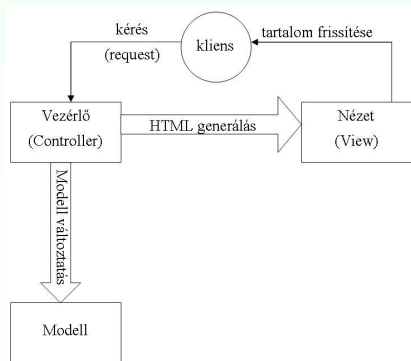 kérés
(request)
kliens
tartalom frissítése
Vezérlő
(Controller)
HTML generálás
Nézet
(View)
Modell változtatás
Modell